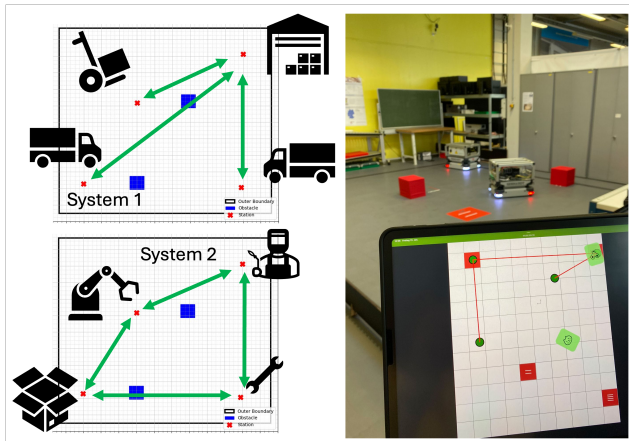 System 1
Outer Boundary
Obstacle
Station
System 2
Outer Boundary
Obstacle
Station